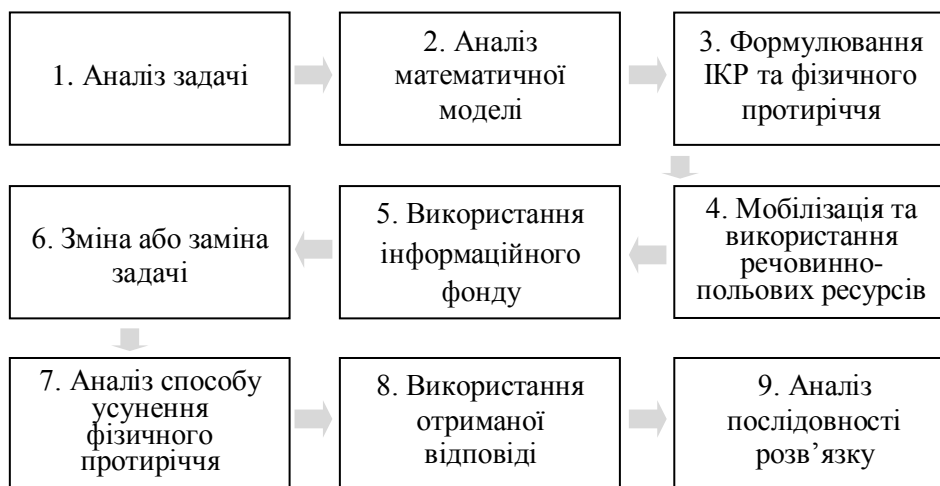 1. Аналіз задачі
2. Аналіз
математичної
моделі
3. Формулювання
ІКР та фізичного
протиріччя
4. Мобілізація та
використання
речовинно-
польових ресурсів
5. Використання
інформаційного
фонду
6. Зміна або заміна
задачі
7. Аналіз способу
усунення
фізичного
протиріччя
8. Використання
отриманої
відповіді
9. Аналіз
послідовності
розв’язку